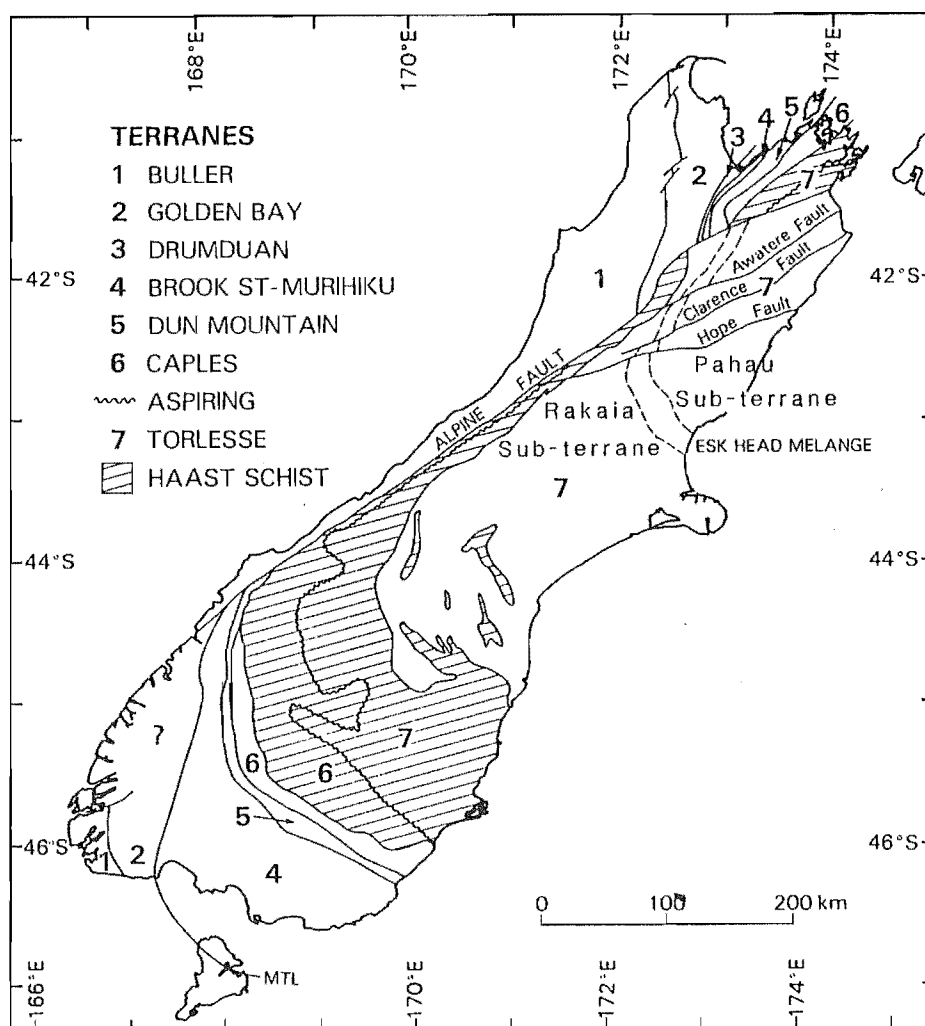 168°E
170°E
172°E
174°E
TERRANES
1 BULLER
2 GOLDEN BAY
3 DRUMDUAN
4 BROOK ST-MURIHIKU
5 DUN MOUNTAIN
6 CAPLES
ASPIRING
7 TORLESSE
HAAST SCHIST
3
4
5
6
2
7
42°S
42°S
1
Awatere Fault
Clarence Fault
7
Hope Fault
ALPINE FAULT
Pahau
Sub-terrane
Rakaia
Sub-terrane
ESK HEAD MELANGE
7
44°S
44°S
?
7
6
6
5
46°S
46°S
1
2
4
0 100 200 km
MTL
166°E
170°E
172°E
174°E